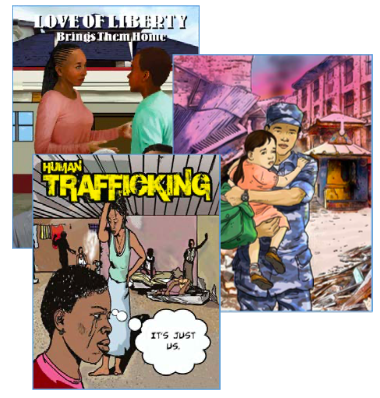 LOVE OF LIBERTY
Brings Them Home
HUMAN
TRAFFICKING
IT'S JUST
US.